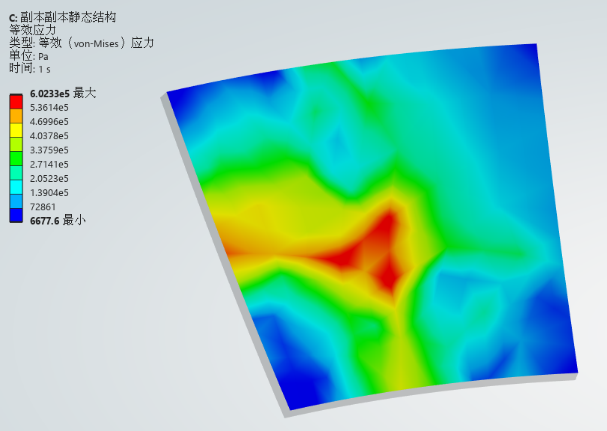 C: 副本副本静态结构
等效应力
类型: 等效（von-Mises）应力
单位: Pa
时间: 1 s
6.0233e5 最大
5.3614e5
4.6996e5
4.0378e5
3.3759e5
2.7141e5
2.0523e5
1.3904e5
72861
6677.6 最小